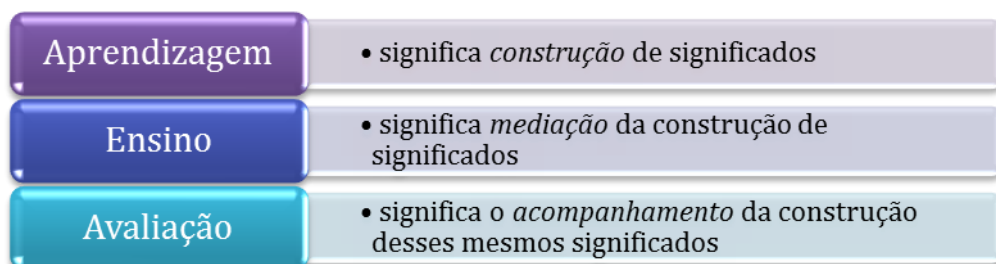 Aprendizagem
• significa construção de significados
Ensino
• significa mediação da construção de
significados
Avaliação
• significa o acompanhamento da construção
desses mesmos significados